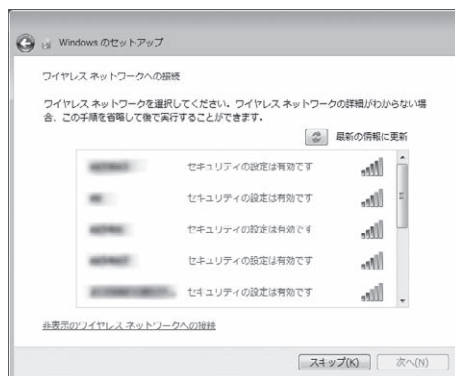 Windows のセットアップ
ワイヤレス ネットワークへの接続
ワイヤレス ネットワークを選択してください。ワイヤレス ネットワークの詳細がわからない場
合、この手順を省略して後で実行することができます。
最新の情報に更新
セキュリティの設定は有効です
セキュリティの設定は有効です
セキュリティの設定は有効です
セキュリティの設定は有効です
セキュリティの設定は有効です
非表示のワイヤレス ネットワークへの接続
スキップ(K)
次へ(N)